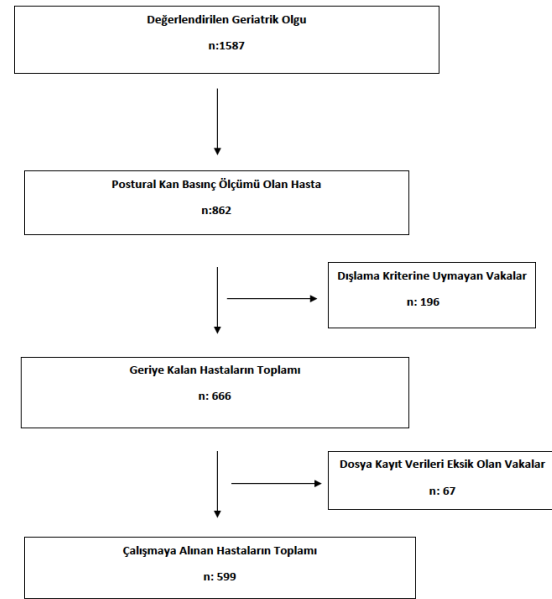 Değerlendirilen Geriatrik Olgu
n:1587
Postural Kan Basınç Ölçümü Olan Hasta
n:862
Dışlama Kriterine Uymayan Vakalar
n: 196
Geriye Kalan Hastaların Toplamı
n: 666
Dosya Kayıt Verileri Eksik Olan Vakalar
n: 67
Çalışmaya Alınan Hastaların Toplamı
n: 599